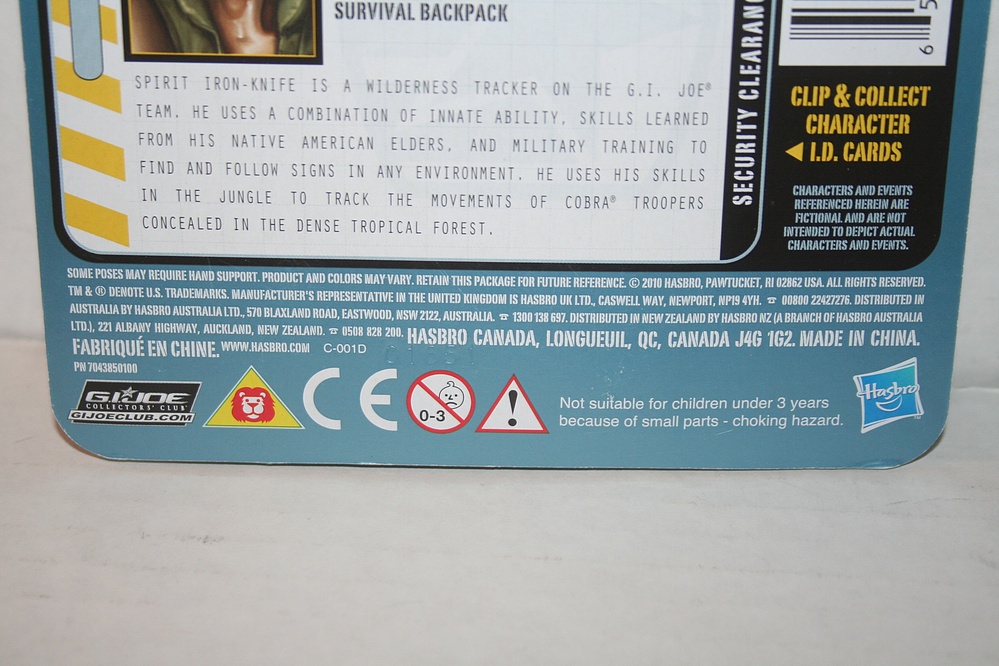 SURVIVAL BACKPACK
SPIRIT IRON-KNIFE IS A WILDERNESS TRACKER ON THE G.I. JOE®
TEAM. HE USES A COMBINATION OF INNATE ABILITY, SKILLS LEARNED
FROM HIS NATIVE AMERICAN ELDERS, AND MILITARY TRAINING TO
FIND AND FOLLOW SIGNS IN ANY ENVIRONMENT. HE USES HIS SKILLS
IN THE JUNGLE TO TRACK THE MOVEMENTS OF COBRA® TROOPERS
CONCEALED IN THE DENSE TROPICAL FOREST.
SECURITY
6 5
CLIP & COLLECT
CHARACTER
I.D. CARDS
CHARACTERS AND EVENTS
REFERENCED HEREIN ARE
FICTIONAL AND ARE NOT
INTENDED TO DEPICT ACTUAL
CHARACTERS AND EVENTS.
SOME POSES MAY REQUIRE HAND SUPPORT. PRODUCT AND COLORS MAY VARY. RETAIN THIS PACKAGE FOR FUTURE REFERENCE. © 2010 HASBRO, PAWTUCKET, RI 02862 USA. ALL RIGHTS RESERVED.
TM & ® DENOTE U.S. TRADEMARKS. MANUFACTURER'S REPRESENTATIVE IN THE UNITED KINGDOM IS HASBRO UK LTD., CASWELL WAY, NEWPORT, NP19 4YH. ☎ 00800 22427276. DISTRIBUTED IN
AUSTRALIA BY HASBRO AUSTRALIA LTD., 570 BLAXLAND ROAD, EASTWOOD, NSW 2122, AUSTRALIA. ☎ 1300 138 697. DISTRIBUTED IN NEW ZEALAND BY HASBRO NZ (A BRANCH OF HASBRO AUSTRALIA
LTD.), 221 ALBANY HIGHWAY, AUCKLAND, NEW ZEALAND. ☎ 0508 828 200. HASBRO CANADA, LONGUEUIL, QC, CANADA J4G 1G2. MADE IN CHINA.
FABRIQUÉ EN CHINE. WWW.HASBRO.COM C-001D
PN 7043850100
G.I. JOE
COLLECTORS' CLUB
GIJOECLUB.COM
CE
0-3
!
Not suitable for children under 3 years
because of small parts - choking hazard.
Hasbro
TM